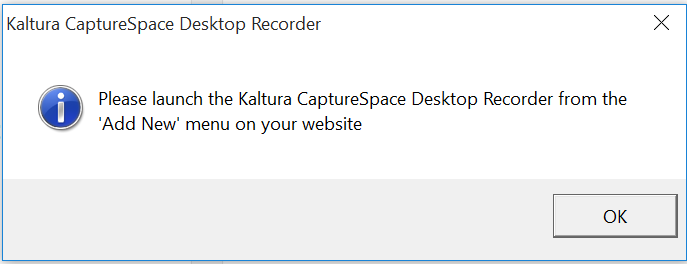 Kaltura CaptureSpace Desktop Recorder
Please launch the Kaltura CaptureSpace Desktop Recorder from the
'Add New' menu on your website
OK